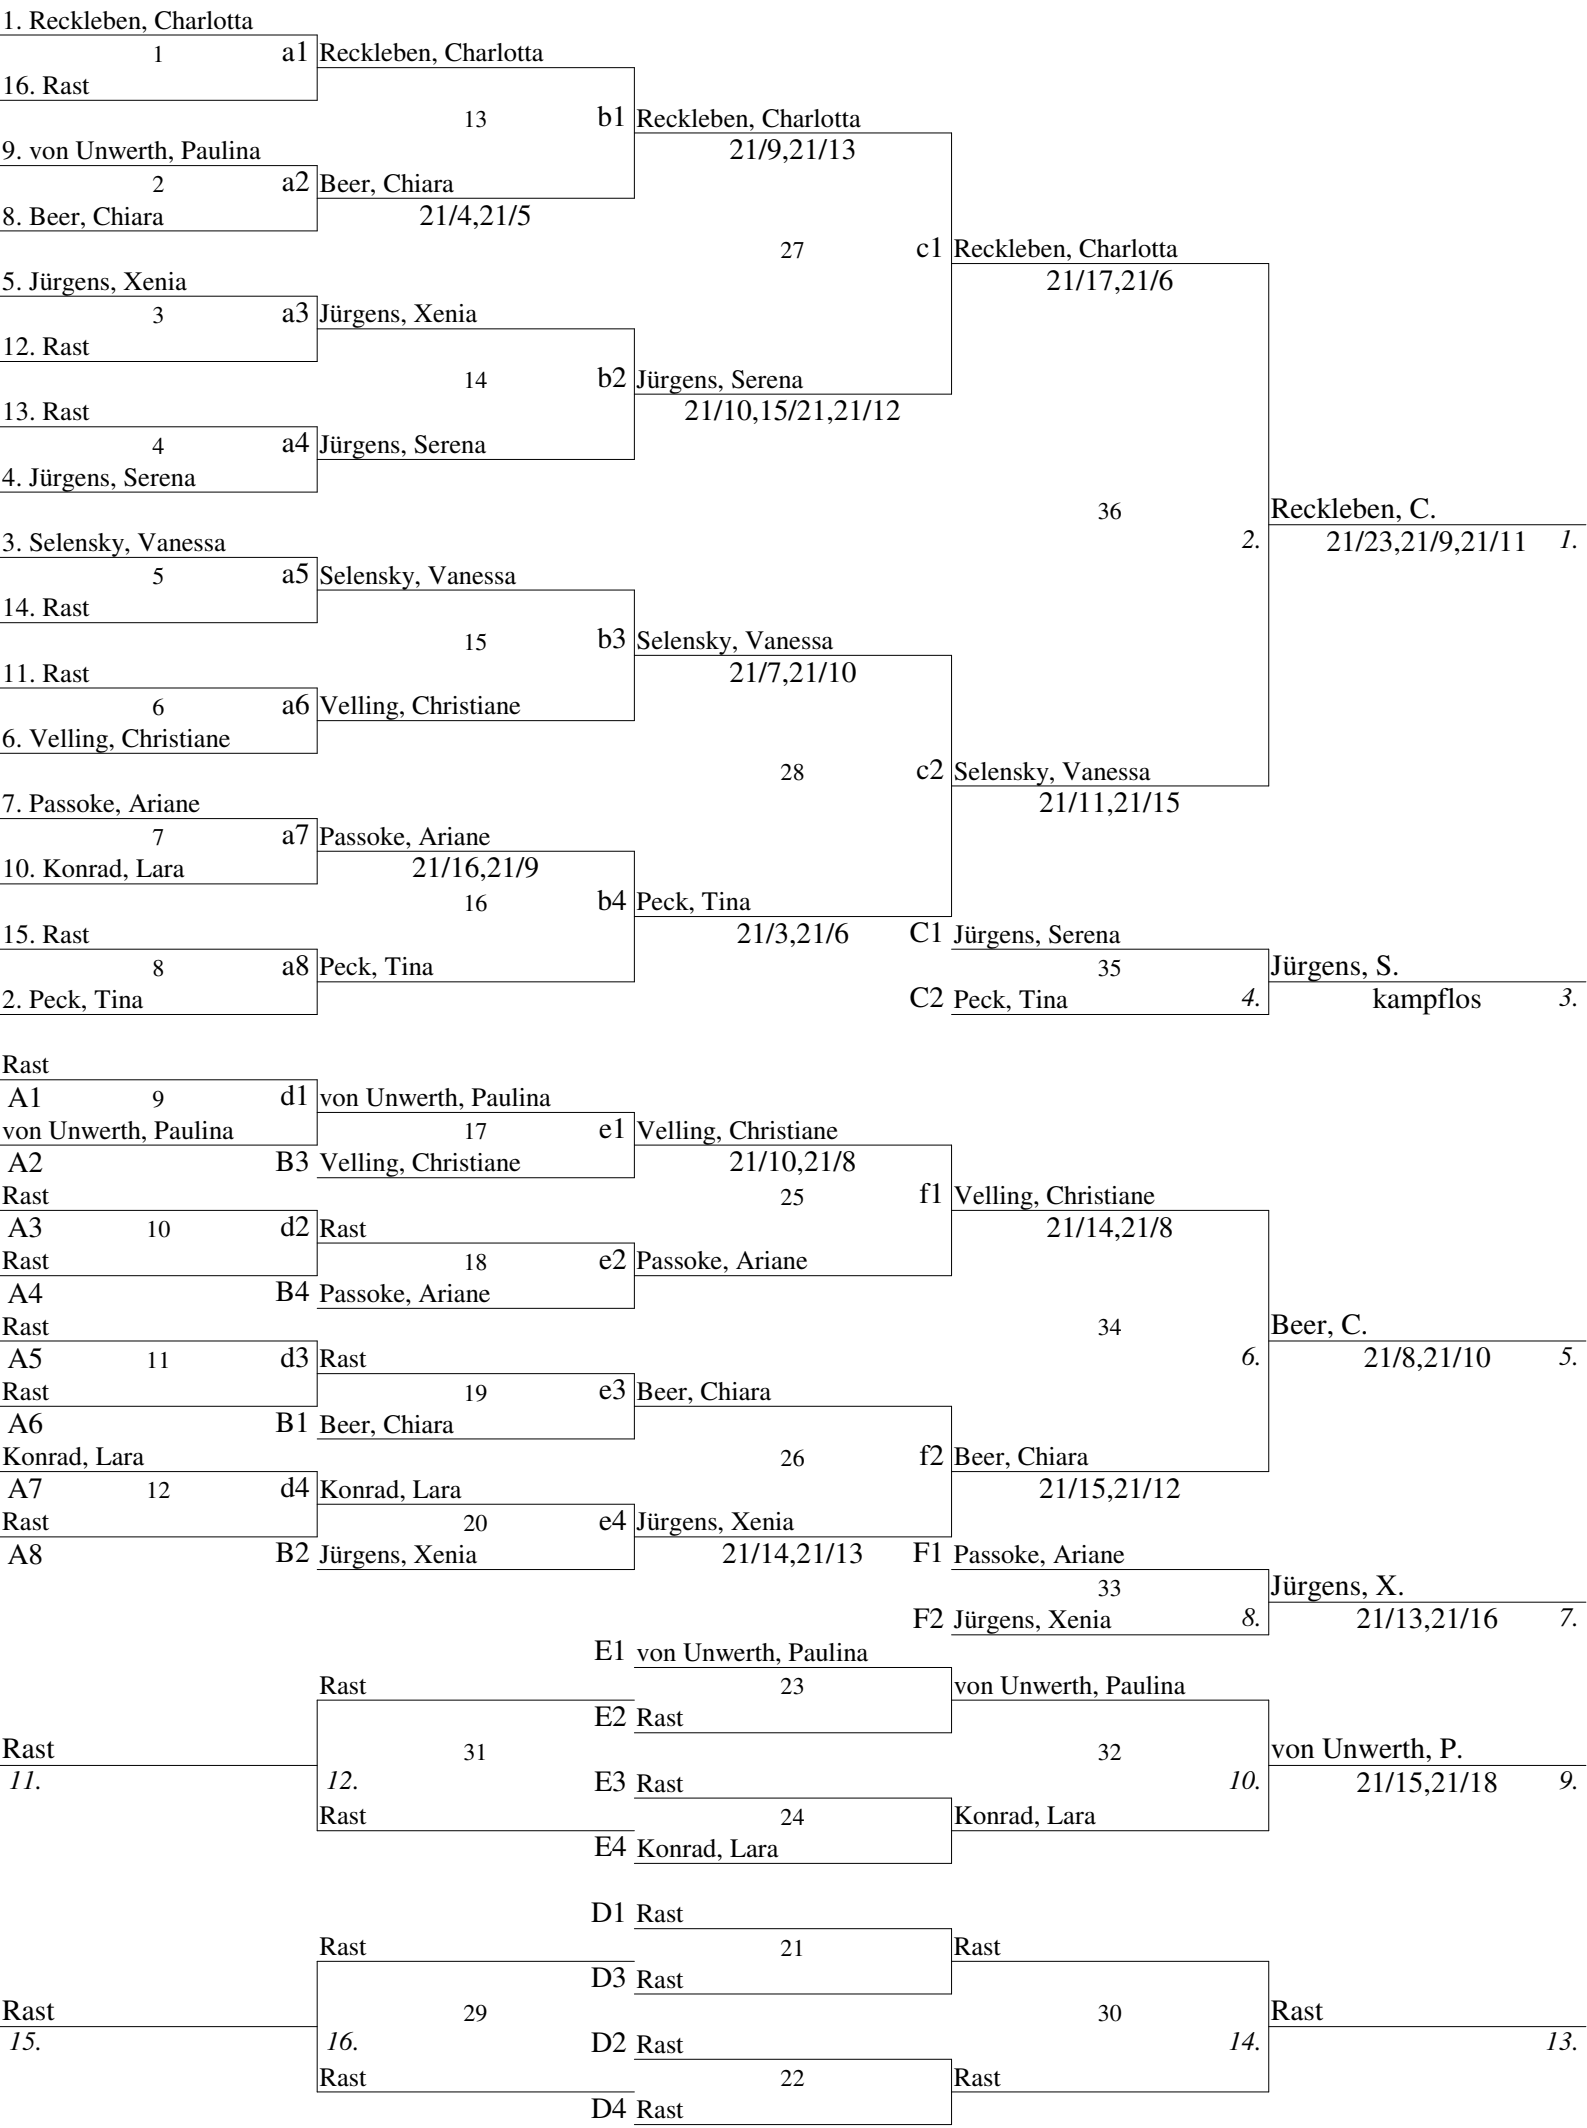 1. Reckleben, Charlotta
1 a1 Reckleben, Charlotta
16. Rast
13 b1 Reckleben, Charlotta
9. von Unwerth, Paulina 21/9,21/13
2 a2 Beer, Chiara
8. Beer, Chiara 21/4,21/5
27 c1 Reckleben, Charlotta
5. Jürgens, Xenia 21/17,21/6
3 a3 Jürgens, Xenia
12. Rast
14 b2 Jürgens, Serena
13. Rast 21/10,15/21,21/12
4 a4 Jürgens, Serena
4. Jürgens, Serena
36 Reckleben, C.
3. Selensky, Vanessa 2. 21/23,21/9,21/11 1.
5 a5 Selensky, Vanessa
14. Rast
15 b3 Selensky, Vanessa
11. Rast 21/7,21/10
6 a6 Velling, Christiane
6. Velling, Christiane
28 c2 Selensky, Vanessa
7. Passoke, Ariane 21/11,21/15
7 a7 Passoke, Ariane
10. Konrad, Lara 21/16,21/9
16 b4 Peck, Tina
15. Rast 21/3,21/6 C1 Jürgens, Serena
8 a8 Peck, Tina 35 Jürgens, S.
2. Peck, Tina C2 Peck, Tina 4. kampflos 3.
Rast
A1 9 d1 von Unwerth, Paulina
von Unwerth, Paulina 17 e1 Velling, Christiane
A2 B3 Velling, Christiane 21/10,21/8
Rast 25 f1 Velling, Christiane
A3 10 d2 Rast 21/14,21/8
Rast 18 e2 Passoke, Ariane
A4 B4 Passoke, Ariane
Rast 34 Beer, C.
A5 11 d3 Rast 6. 21/8,21/10 5.
Rast 19 e3 Beer, Chiara
A6 B1 Beer, Chiara
Konrad, Lara 26 f2 Beer, Chiara
A7 12 d4 Konrad, Lara 21/15,21/12
Rast 20 e4 Jürgens, Xenia
A8 B2 Jürgens, Xenia 21/14,21/13 F1 Passoke, Ariane
33 Jürgens, X.
F2 Jürgens, Xenia 8. 21/13,21/16 7.
E1 von Unwerth, Paulina
Rast 23 von Unwerth, Paulina
E2 Rast
Rast 31 32 von Unwerth, P.
11. 12. E3 Rast 10. 21/15,21/18 9.
Rast 24 Konrad, Lara
E4 Konrad, Lara
D1 Rast
Rast 21 Rast
D3 Rast
Rast 29 30 Rast
15. 16. D2 Rast 14. 13.
Rast 22 Rast
D4 Rast